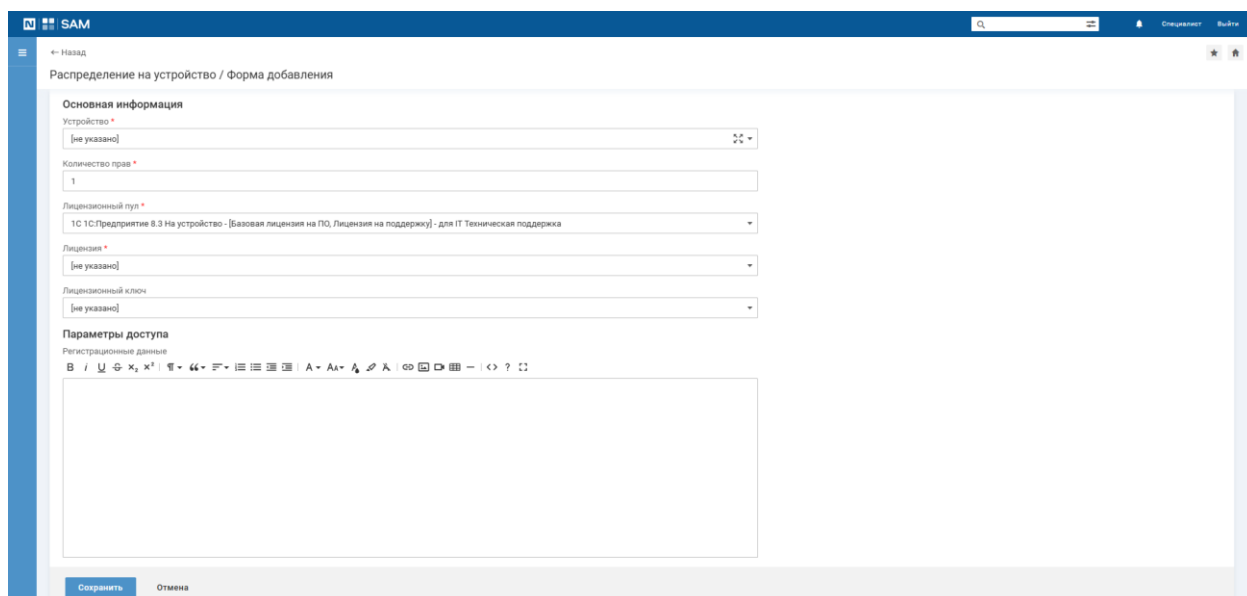 N SAM
Специалист Выйти
← Назад
Распределение на устройство / Форма добавления
Основная информация
Устройство *
[не указано]
Количество прав *
1
Лицензионный пул *
1С 1С:Предприятие 8.3 На устройство - [Базовая лицензия на ПО, Лицензия на поддержку] - для IT Техническая поддержка
Лицензия *
[не указано]
Лицензионный ключ
[не указано]
Параметры доступа
Регистрационные данные
Сохранить Отмена